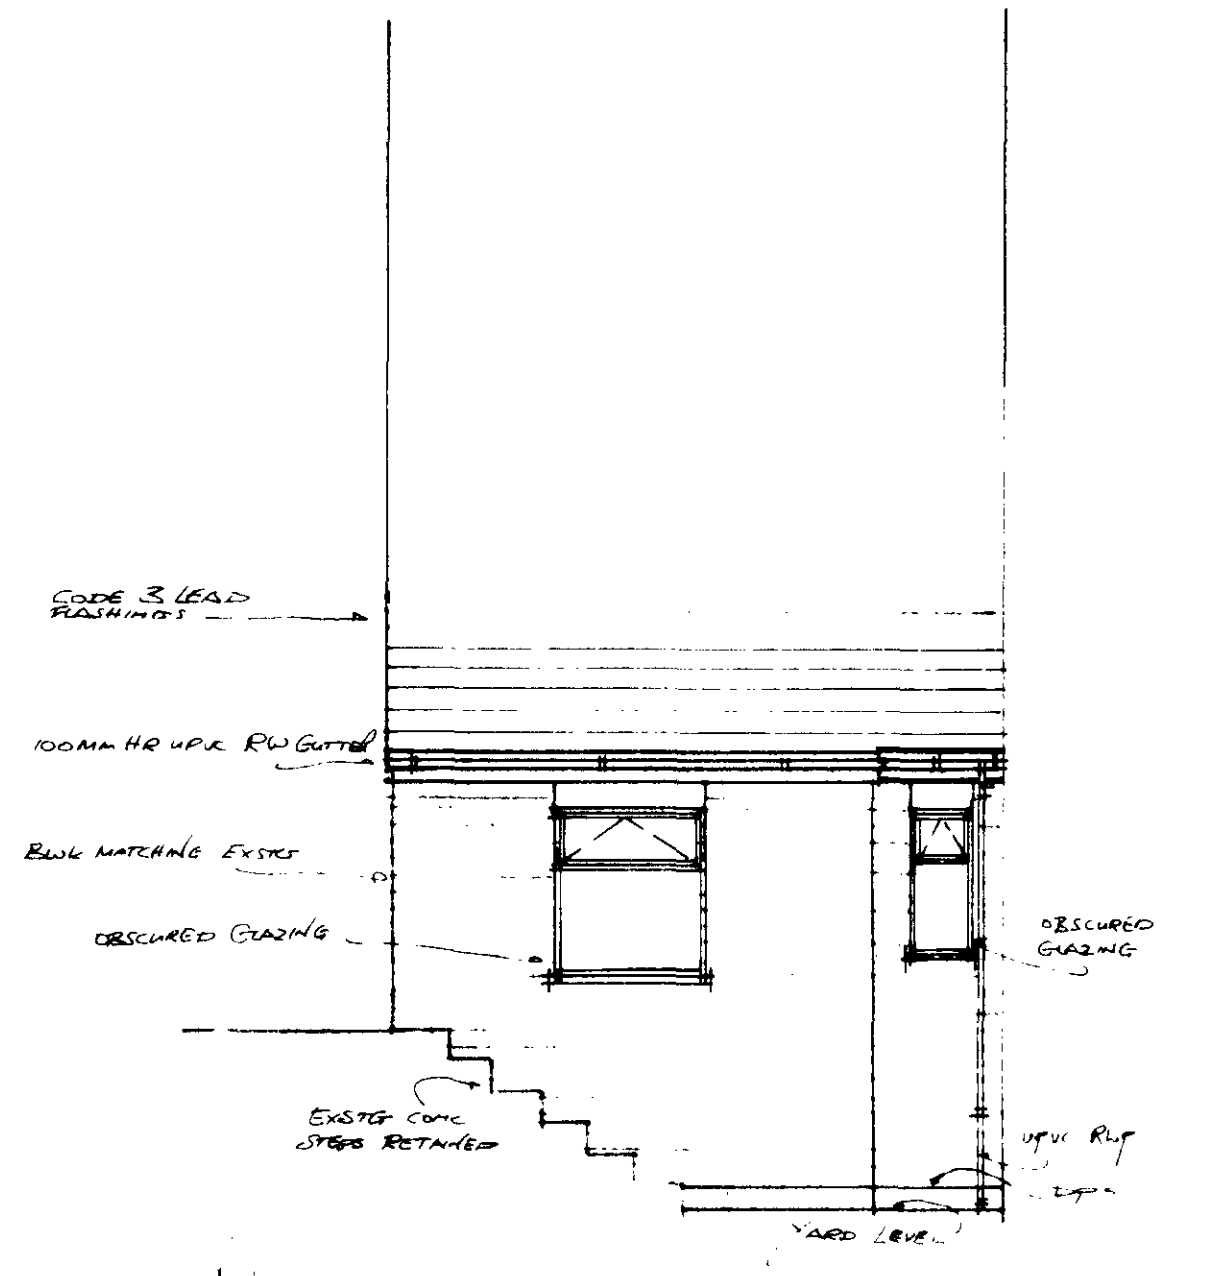 CODE 3 LEAD
FLASHINGS
100MM HR UPVC RW GUTTER
BWK MATCHING EXSTG
OBSCURED GLAZING
OBSCURED
GLAZING
EXSTG CONC
STEPS RETAINED
UPVC RWP
DPC
YARD LEVEL